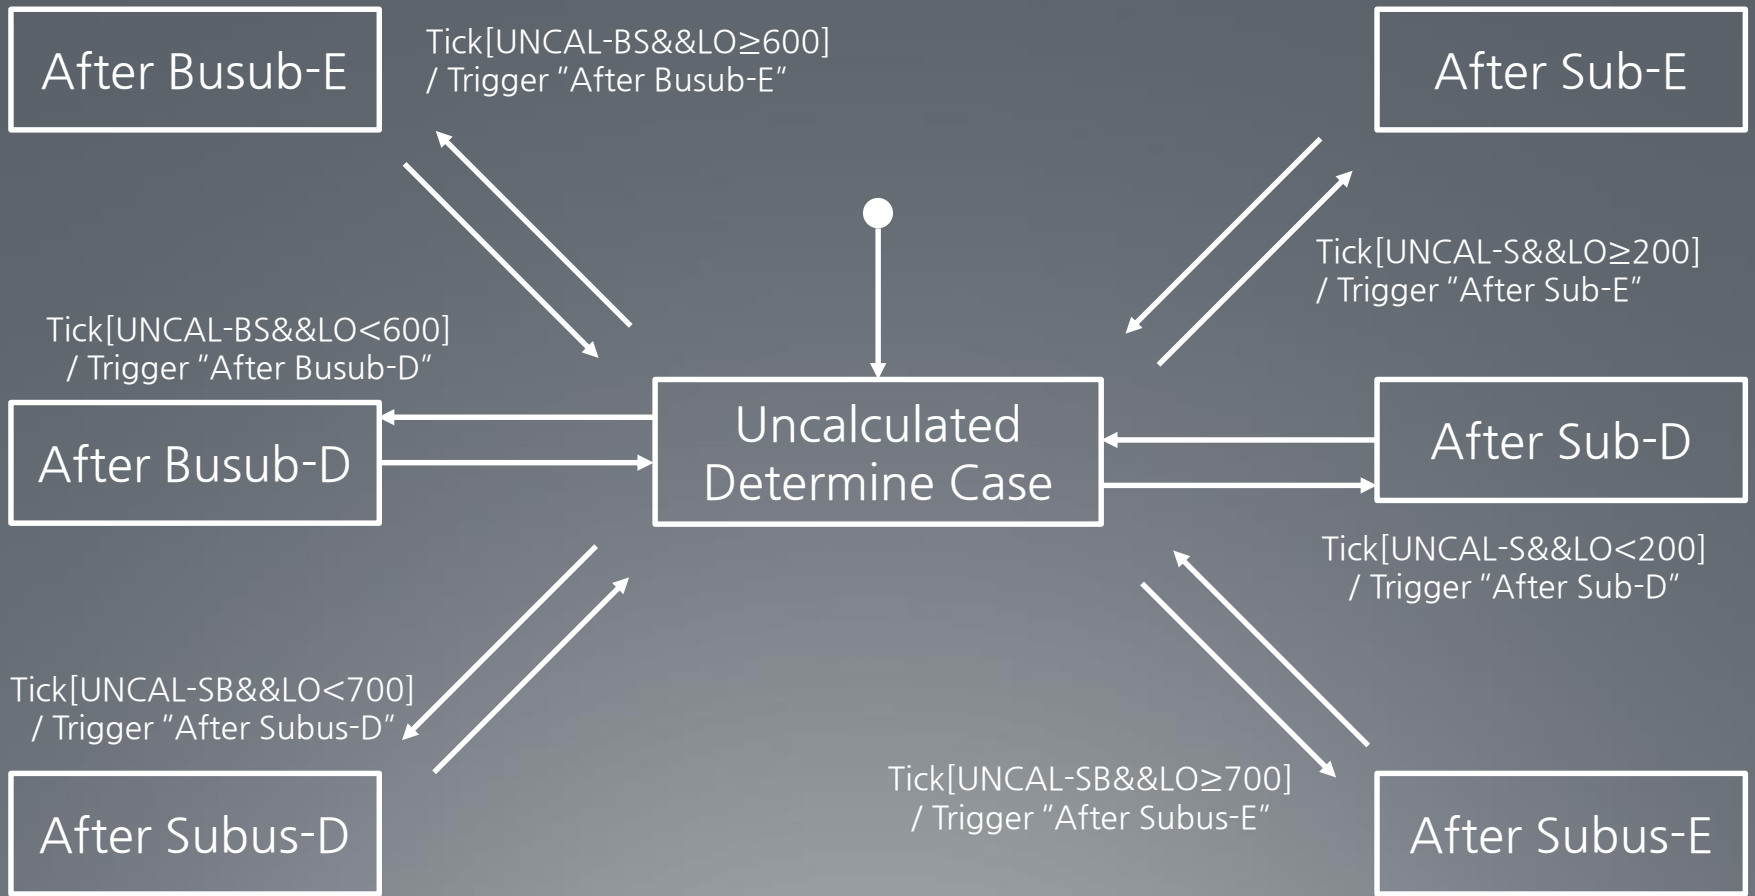 After Busub-E
Tick[UNCAL-BS&&LO≥600]
/ Trigger "After Busub-E"
After Sub-E
Tick[UNCAL-S&&LO≥200]
/ Trigger "After Sub-E"
Tick[UNCAL-BS&&LO<600]
/ Trigger "After Busub-D"
After Busub-D
Uncalculated
Determine Case
After Sub-D
Tick[UNCAL-S&&LO<200]
/ Trigger "After Sub-D"
Tick[UNCAL-SB&&LO<700]
/ Trigger "After Subus-D"
After Subus-D
Tick[UNCAL-SB&&LO≥700]
/ Trigger "After Subus-E"
After Subus-E